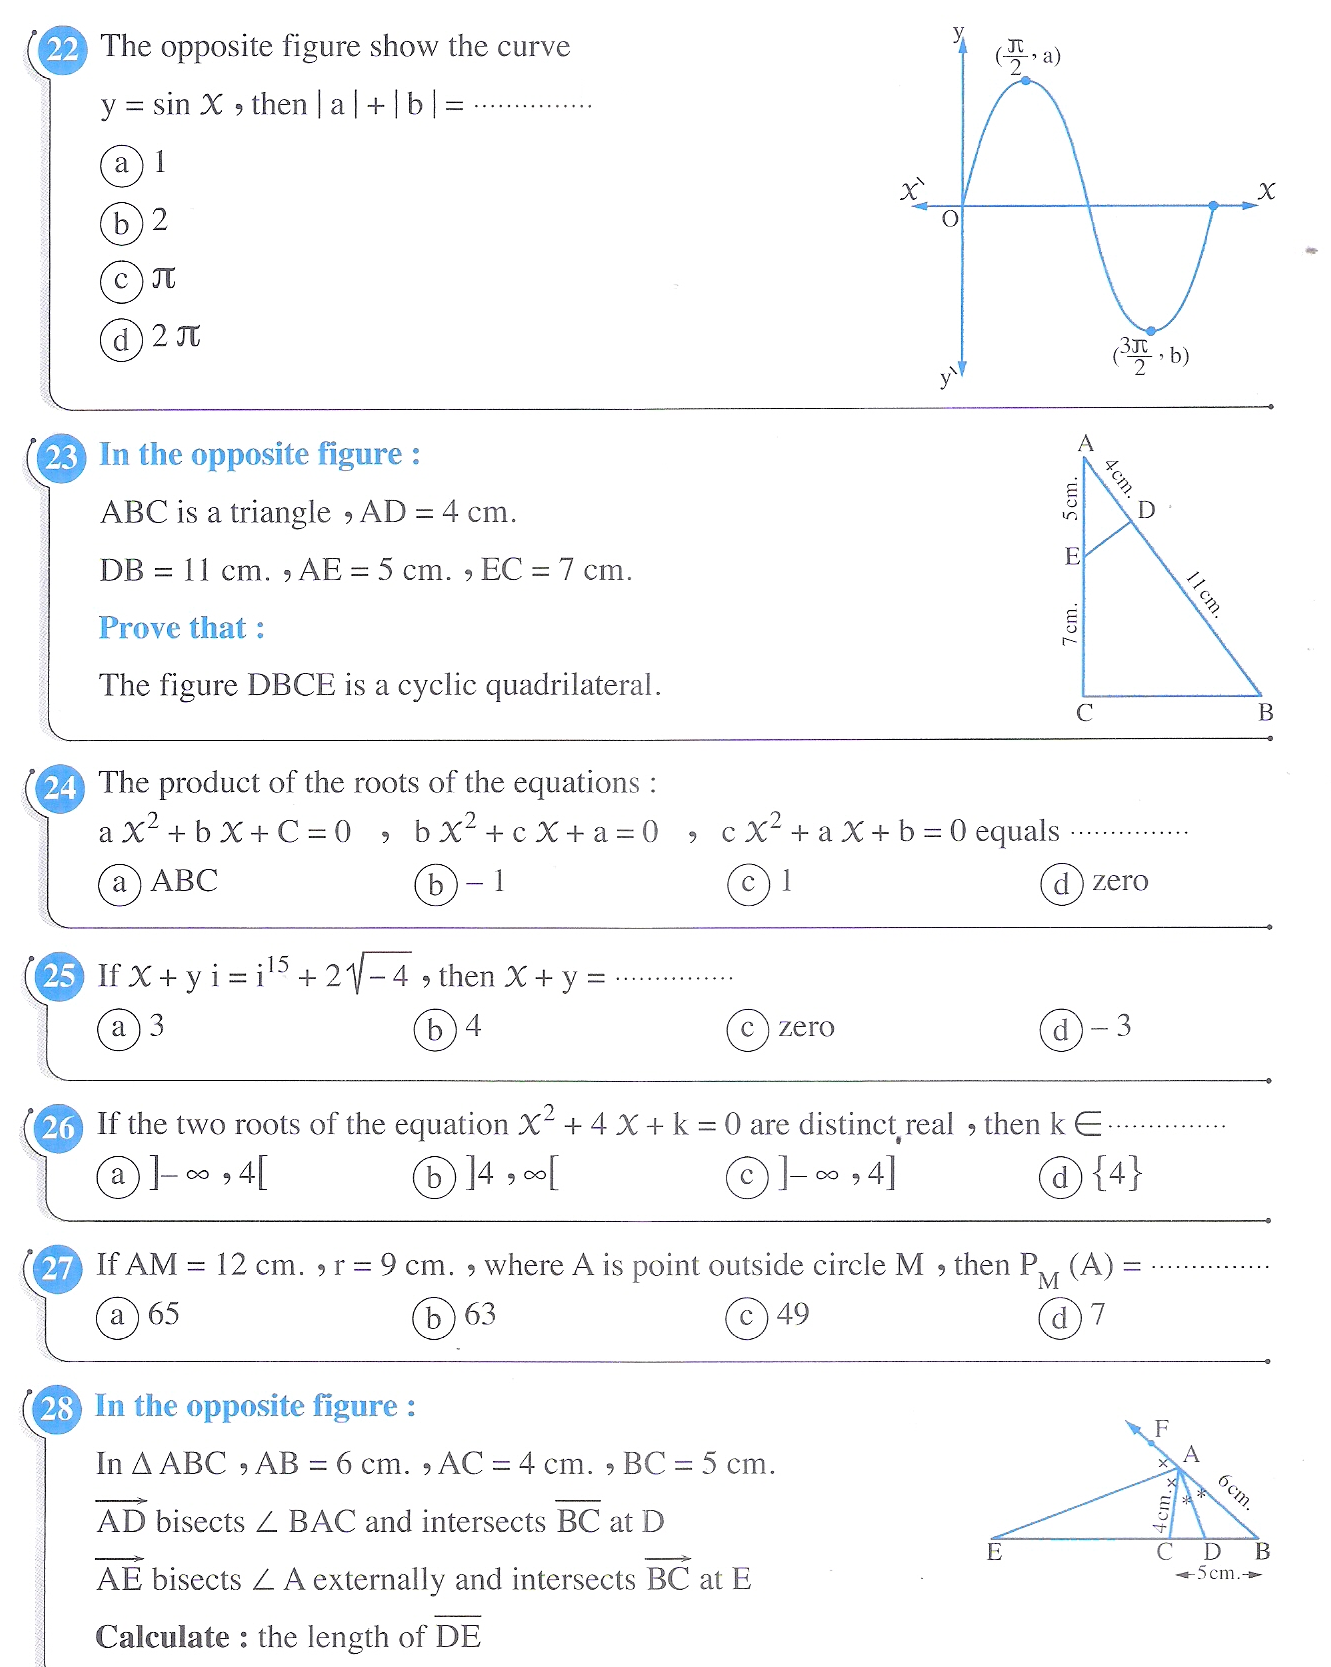 22 The opposite figure show the curve
y = sin x , then | a | + | b | = ...............
(a) 1
(b) 2
(c) π
(d) 2 π
y
(π/2 , a)
x`
O
x
(3π/2 , b)
y`
23 In the opposite figure :
ABC is a triangle , AD = 4 cm.
DB = 11 cm. , AE = 5 cm. , EC = 7 cm.
Prove that :
The figure DBCE is a cyclic quadrilateral.
A
4cm.
5cm.
D
E
11cm.
7cm.
C
B
24 The product of the roots of the equations :
a x² + b x + C = 0 , b x² + c x + a = 0 , c x² + a x + b = 0 equals ...............
(a) ABC (b) – 1 (c) 1 (d) zero
25 If x + y i = i¹⁵ + 2√–4 , then x + y = ...............
(a) 3 (b) 4 (c) zero (d) – 3
26 If the two roots of the equation x² + 4 x + k = 0 are distinct, real , then k ∈ ...............
(a) ]– ∞ , 4[ (b) ]4 , ∞[ (c) ]– ∞ , 4] (d) {4}
27 If AM = 12 cm. , r = 9 cm. , where A is point outside circle M , then P_M (A) = ...............
(a) 65 (b) 63 (c) 49 (d) 7
28 In the opposite figure :
In Δ ABC , AB = 6 cm. , AC = 4 cm. , BC = 5 cm.
AD bisects ∠ BAC and intersects BC at D
AE bisects ∠ A externally and intersects BC at E
Calculate : the length of DE
F
A
6cm.
4cm.
E
C
D
B
5cm.